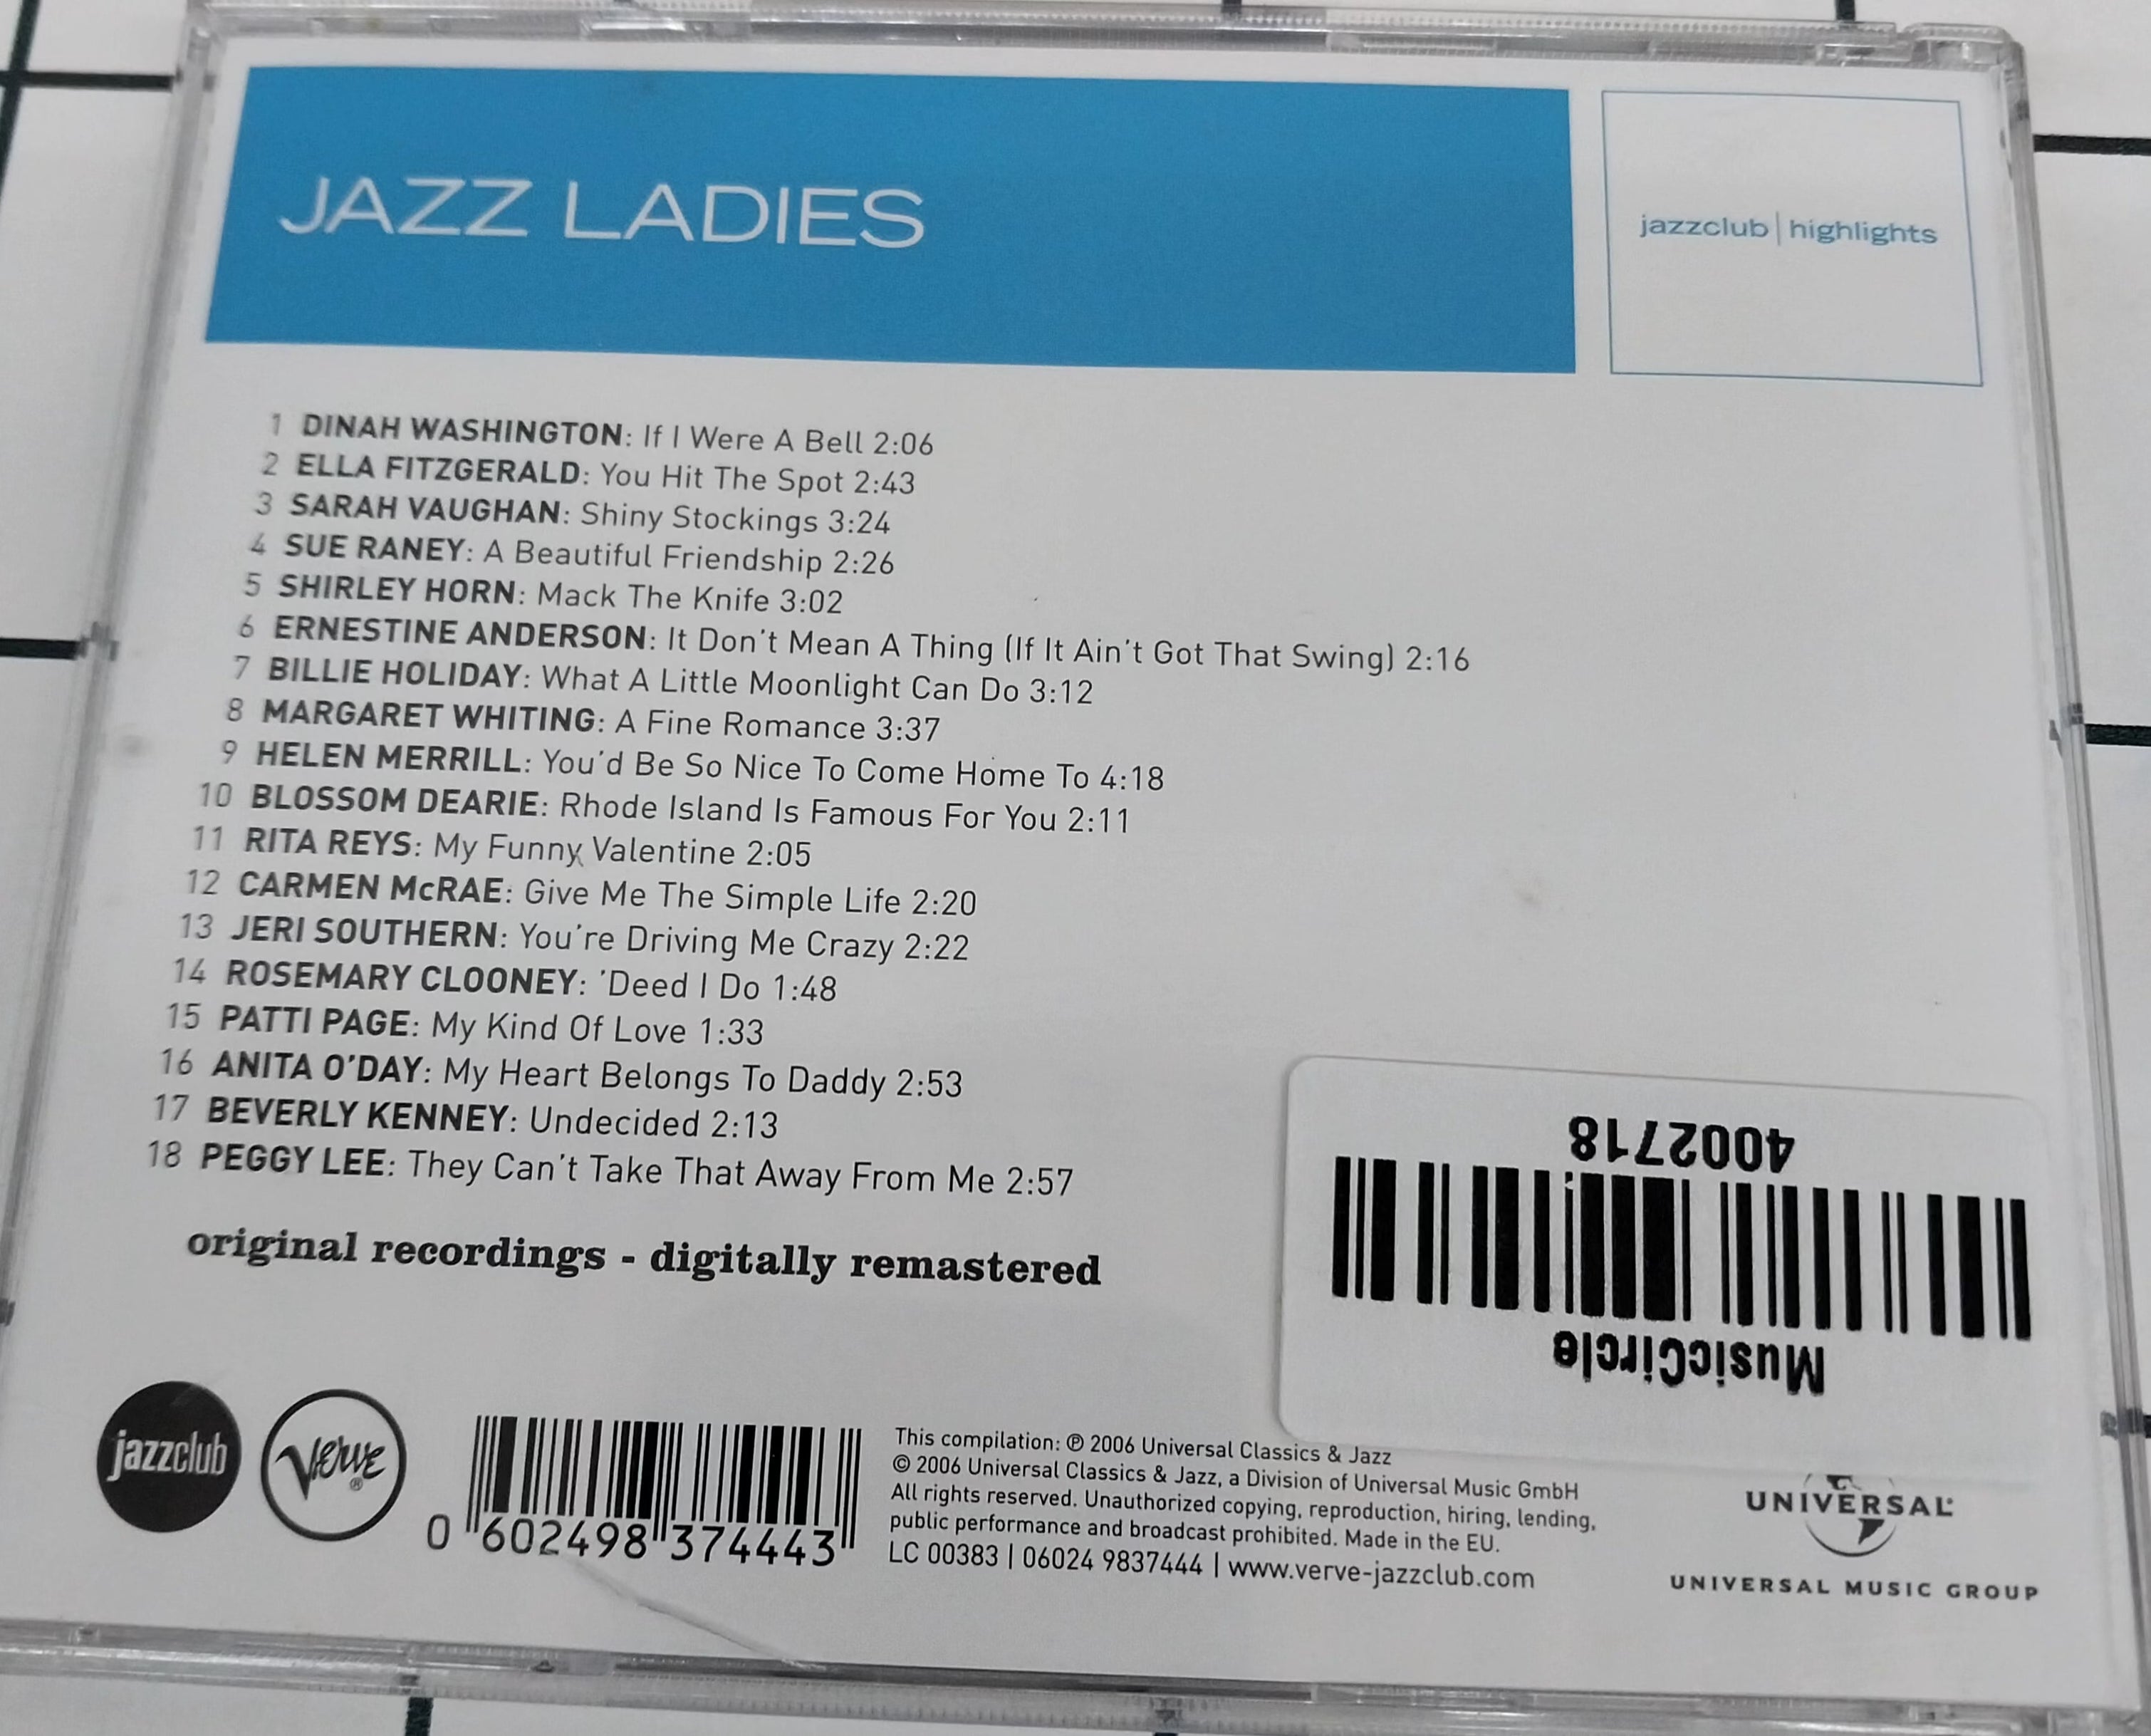 JAZZ LADIES
jazzclub | highlights
1 DINAH WASHINGTON: If I Were A Bell 2:06
2 ELLA FITZGERALD: You Hit The Spot 2:43
3 SARAH VAUGHAN: Shiny Stockings 3:24
4 SUE RANEY: A Beautiful Friendship 2:26
5 SHIRLEY HORN: Mack The Knife 3:02
6 ERNESTINE ANDERSON: It Don't Mean A Thing (If It Ain't Got That Swing) 2:16
7 BILLIE HOLIDAY: What A Little Moonlight Can Do 3:12
8 MARGARET WHITING: A Fine Romance 3:37
9 HELEN MERRILL: You'd Be So Nice To Come Home To 4:18
10 BLOSSOM DEARIE: Rhode Island Is Famous For You 2:11
11 RITA REYS: My Funny Valentine 2:05
12 CARMEN McRAE: Give Me The Simple Life 2:20
13 JERI SOUTHERN: You're Driving Me Crazy 2:22
14 ROSEMARY CLOONEY: 'Deed I Do 1:48
15 PATTI PAGE: My Kind Of Love 1:33
16 ANITA O'DAY: My Heart Belongs To Daddy 2:53
17 BEVERLY KENNEY: Undecided 2:13
18 PEGGY LEE: They Can't Take That Away From Me 2:57
original recordings - digitally remastered
MusicCircle
4002718
jazzclub
Verve®
0 602498 374443
This compilation: ℗ 2006 Universal Classics & Jazz
© 2006 Universal Classics & Jazz, a Division of Universal Music GmbH
All rights reserved. Unauthorized copying, reproduction, hiring, lending,
public performance and broadcast prohibited. Made in the EU.
LC 00383 | 06024 9837444 | www.verve-jazzclub.com
UNIVERSAL
UNIVERSAL MUSIC GROUP